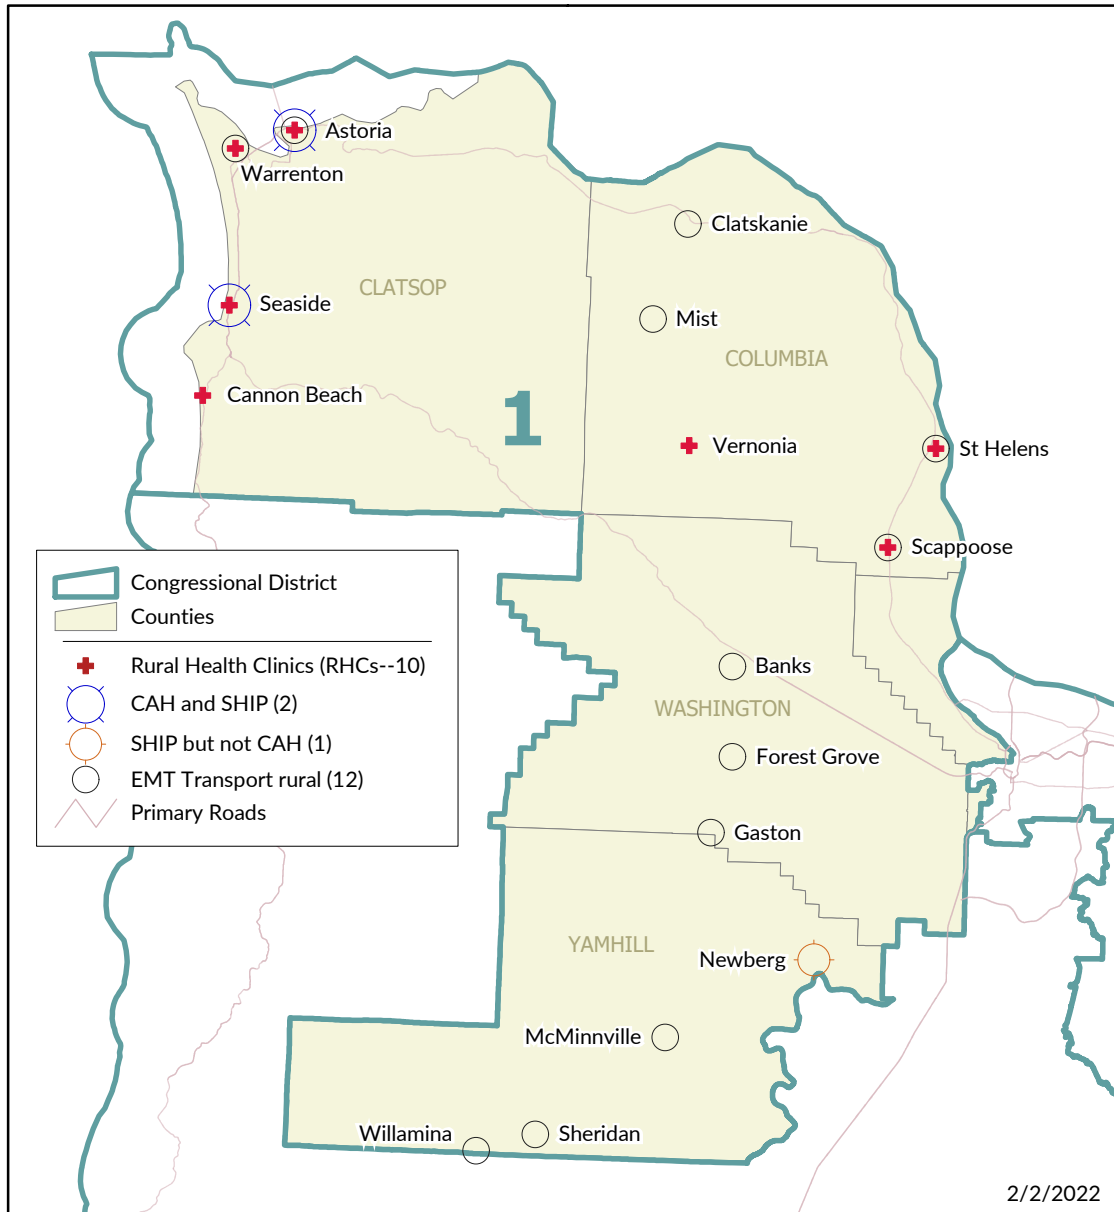 Astoria
Warrenton
Clatskanie
CLATSOP
Seaside
Mist
COLUMBIA
Cannon Beach
1
Vernonia
St Helens
Scappoose
Congressional District
Counties
Rural Health Clinics (RHCs--10)
CAH and SHIP (2)
SHIP but not CAH (1)
EMT Transport rural (12)
Primary Roads
Banks
WASHINGTON
Forest Grove
Gaston
YAMHILL
Newberg
McMinnville
Willamina
Sheridan
2/2/2022